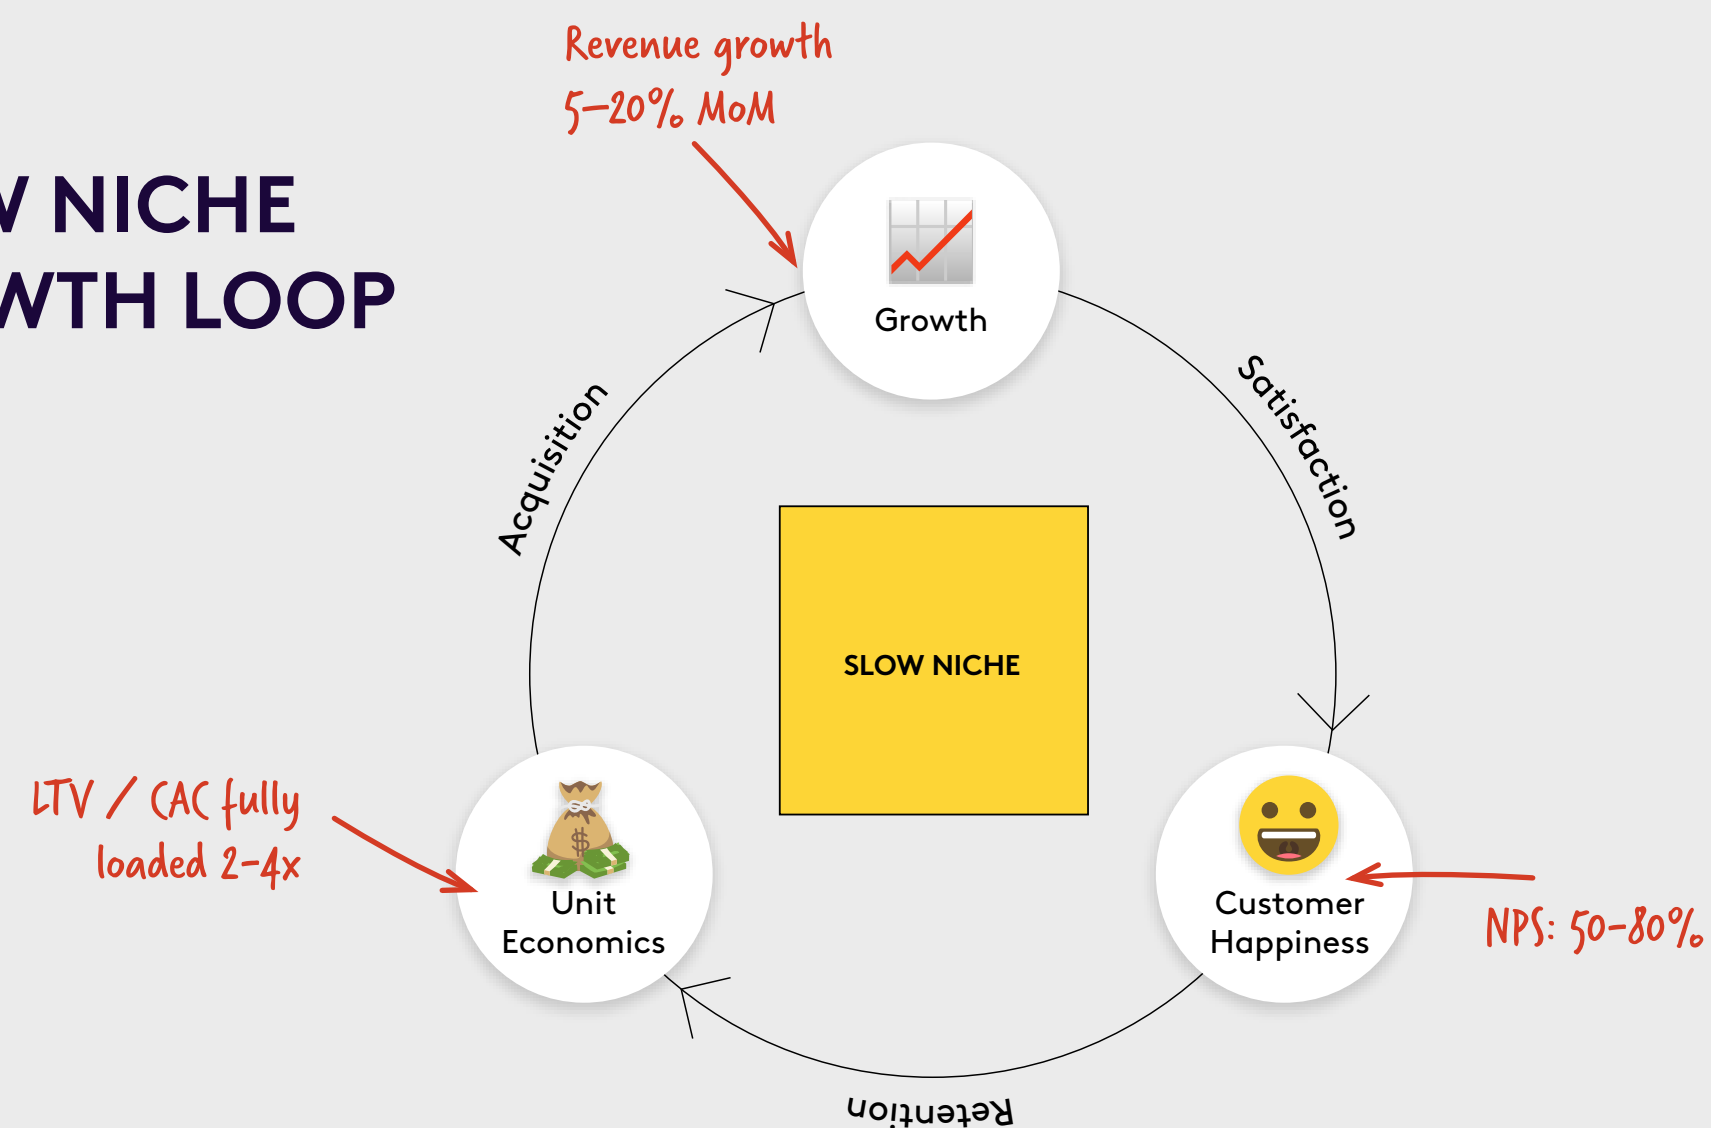 Revenue growth
5-20% MoM
W NICHE
WTH LOOP
Growth
Satisfaction
Acquisition
SLOW NICHE
LTV / CAC fully
loaded 2-4x
$
Unit
Economics
Customer
Happiness
NPS: 50-80%
Retention